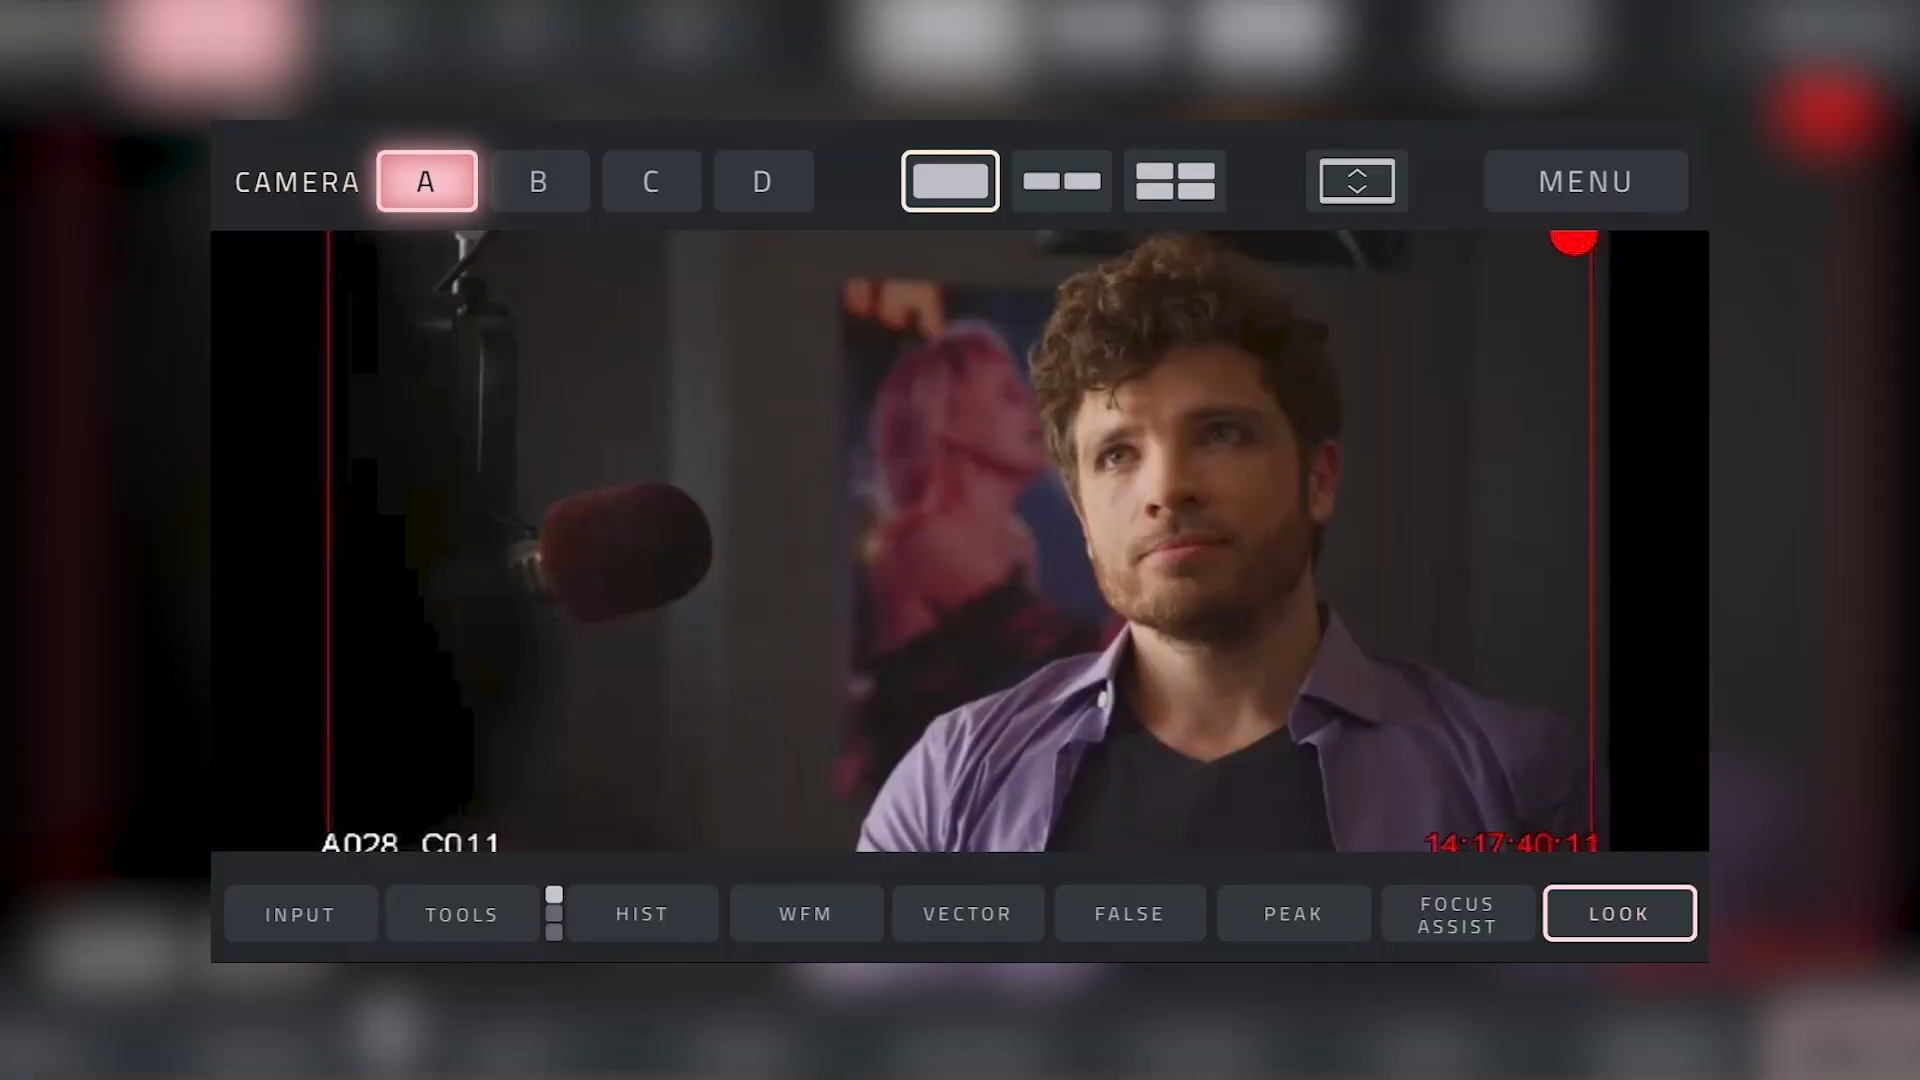 CAMERA A B C D MENU
A028 C011 14:17:40:11
INPUT TOOLS HIST WFM VECTOR FALSE PEAK FOCUS ASSIST LOOK